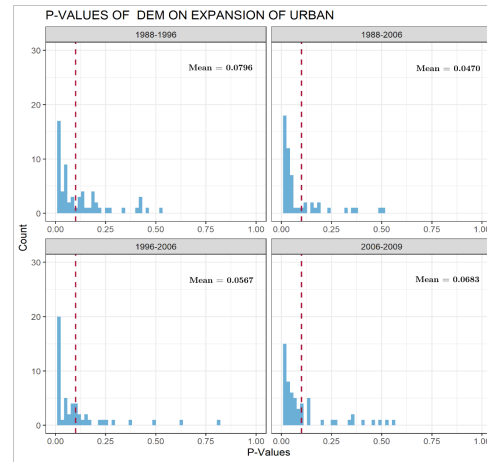 P-VALUES OF  DEM ON EXPANSION OF URBAN
1988-1996
1988-2006
30
20
10
0
Mean = 0.0796
Mean = 0.0470
0.00 0.25 0.50 0.75 1.00
0.00 0.25 0.50 0.75 1.00
Count
1996-2006
2006-2009
30
20
10
0
Mean = 0.0567
Mean = 0.0683
0.00 0.25 0.50 0.75 1.00
0.00 0.25 0.50 0.75 1.00
P-Values